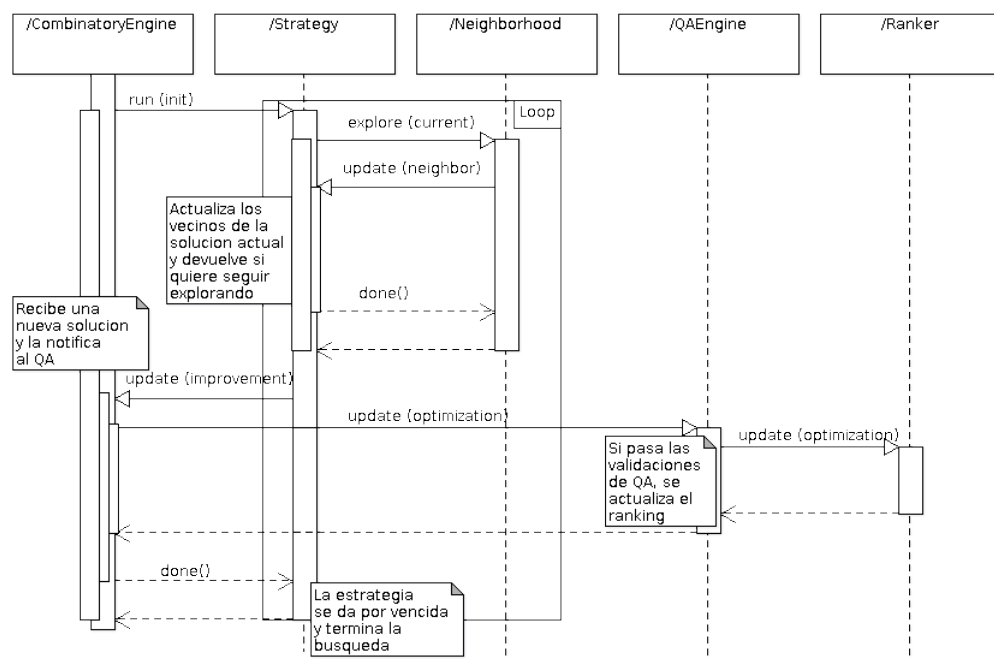 /CombinatoryEngine
/Strategy
/Neighborhood
/QAEngine
/Ranker
run (init)
Loop
explore (current)
update (neighbor)
Actualiza los
vecinos de la
solucion actual
y devuelve si
quiere seguir
explorando
done()
Recibe una
nueva solucion
y la notifica
al QA
update (improvement)
update (optimization)
update (optimization)
Si pasa las
validaciones
de QA, se
actualiza el
ranking
done()
La estrategia
se da por vencida
y termina la
busqueda